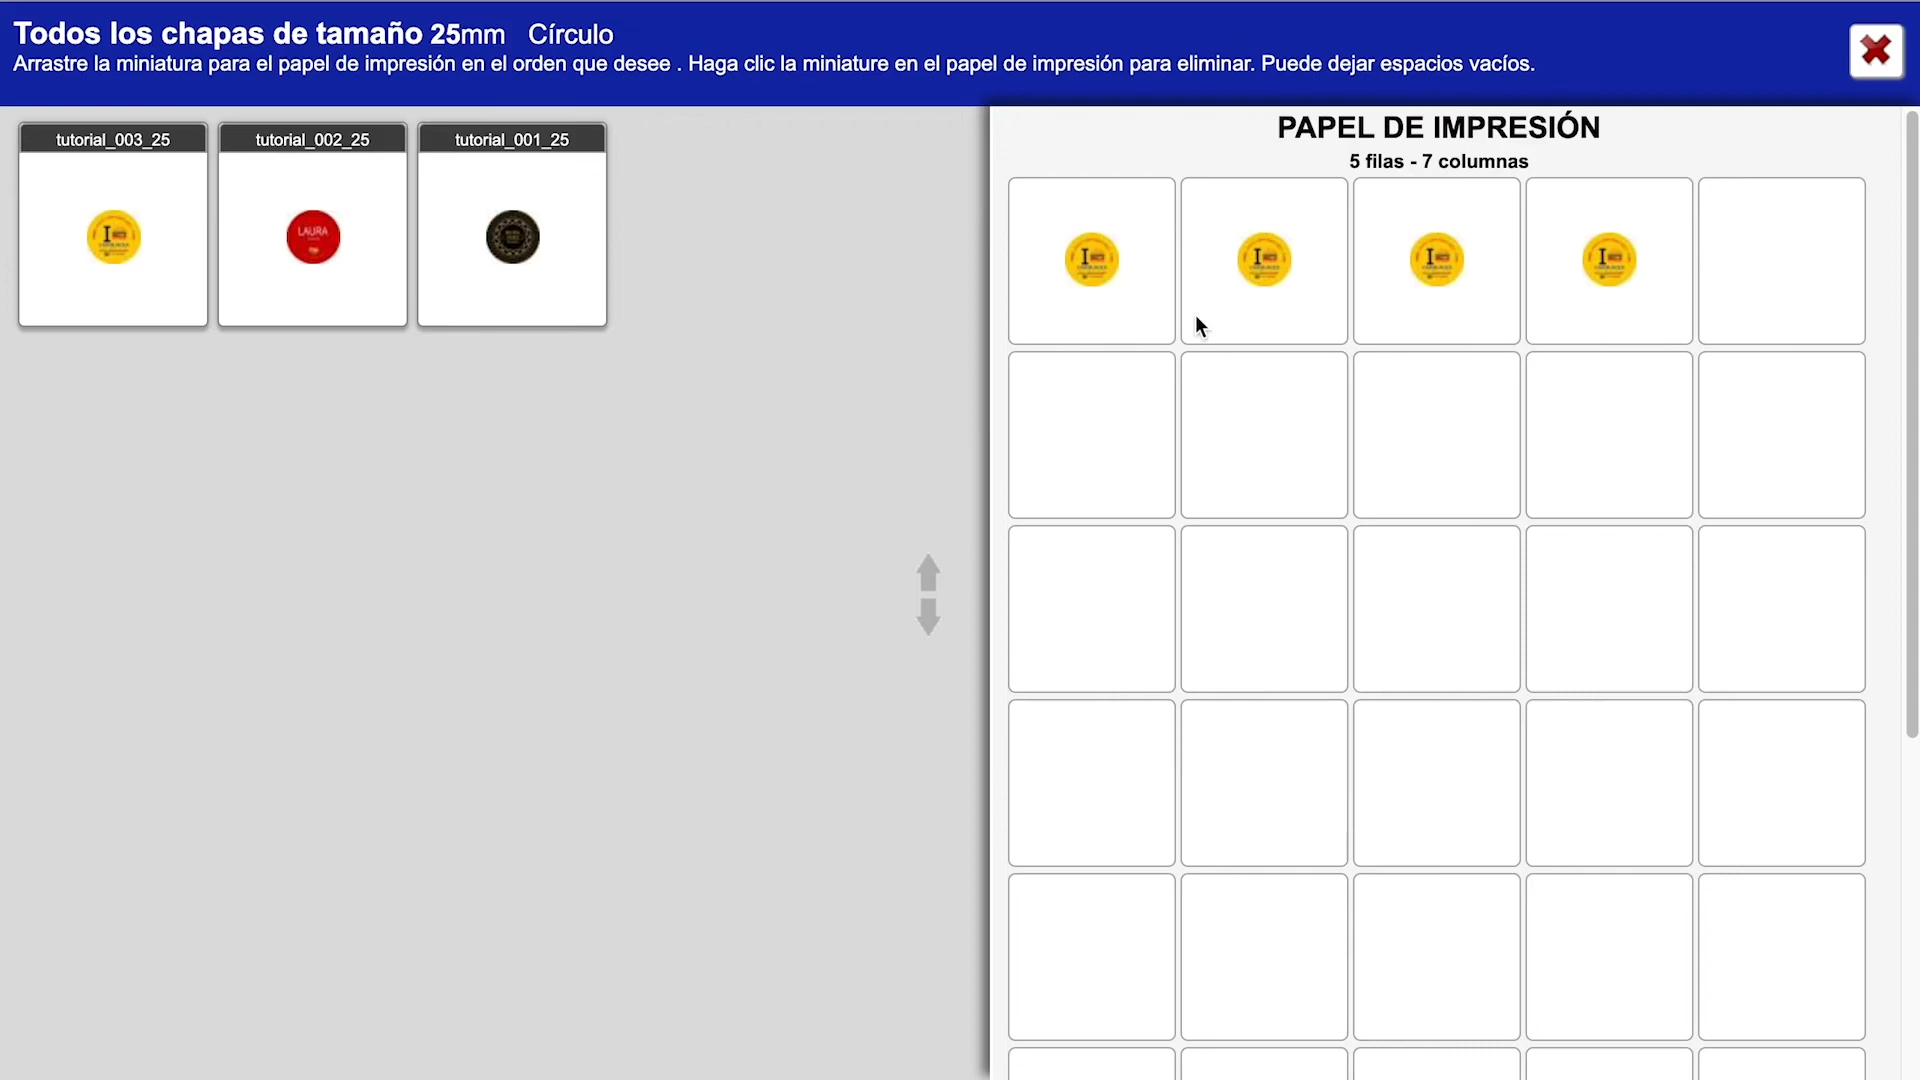 Todos los chapas de tamaño 25mm Círculo
Arrastre la miniatura para el papel de impresión en el orden que desee . Haga clic la miniature en el papel de impresión para eliminar. Puede dejar espacios vacíos.
tutorial_003_25
tutorial_002_25
tutorial_001_25
PAPEL DE IMPRESIÓN
5 filas - 7 columnas
I
LAURA
I
I
I
I